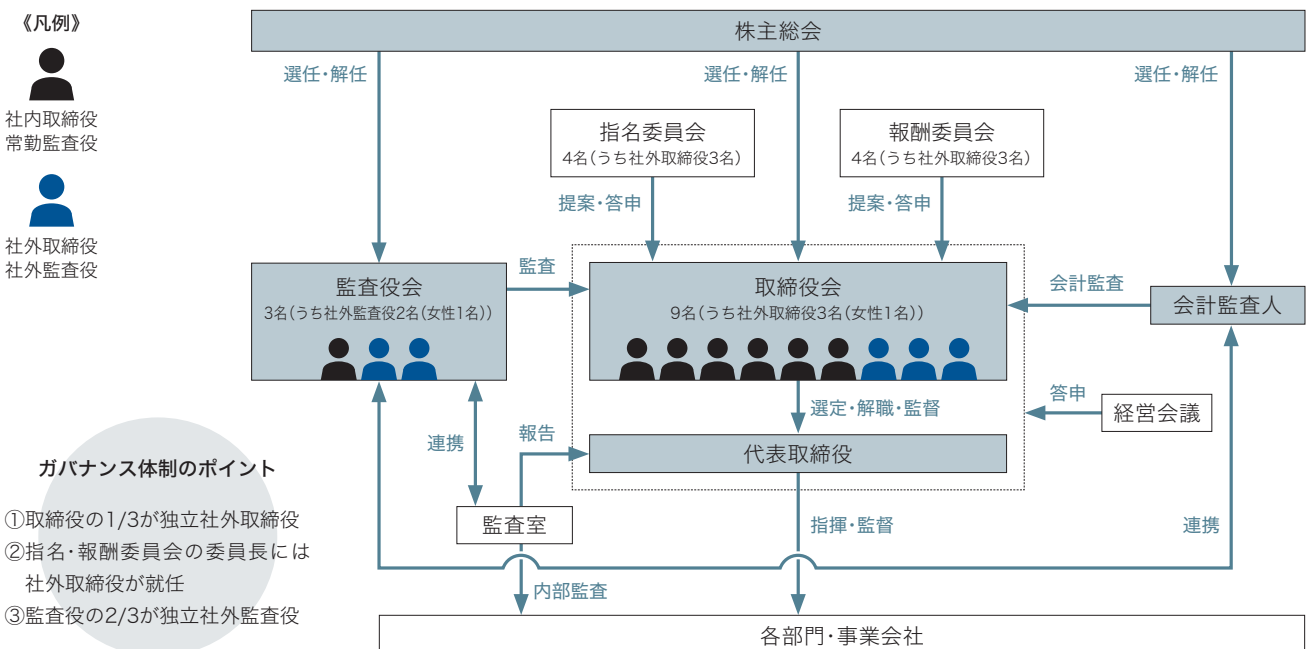 《凡例》
社内取締役
常勤監査役
社外取締役
社外監査役
株主総会
選任・解任
選任・解任
選任・解任
指名委員会
4名(うち社外取締役3名)
報酬委員会
4名(うち社外取締役3名)
提案・答申
提案・答申
監査役会
3名(うち社外監査役2名(女性1名))
監査
取締役会
9名(うち社外取締役3名(女性1名))
会計監査
会計監査人
選定・解職・監督
答申
経営会議
連携
報告
代表取締役
監査室
指揮・監督
連携
内部監査
各部門・事業会社
ガバナンス体制のポイント
①取締役の1/3が独立社外取締役
②指名・報酬委員会の委員長には
社外取締役が就任
③監査役の2/3が独立社外監査役